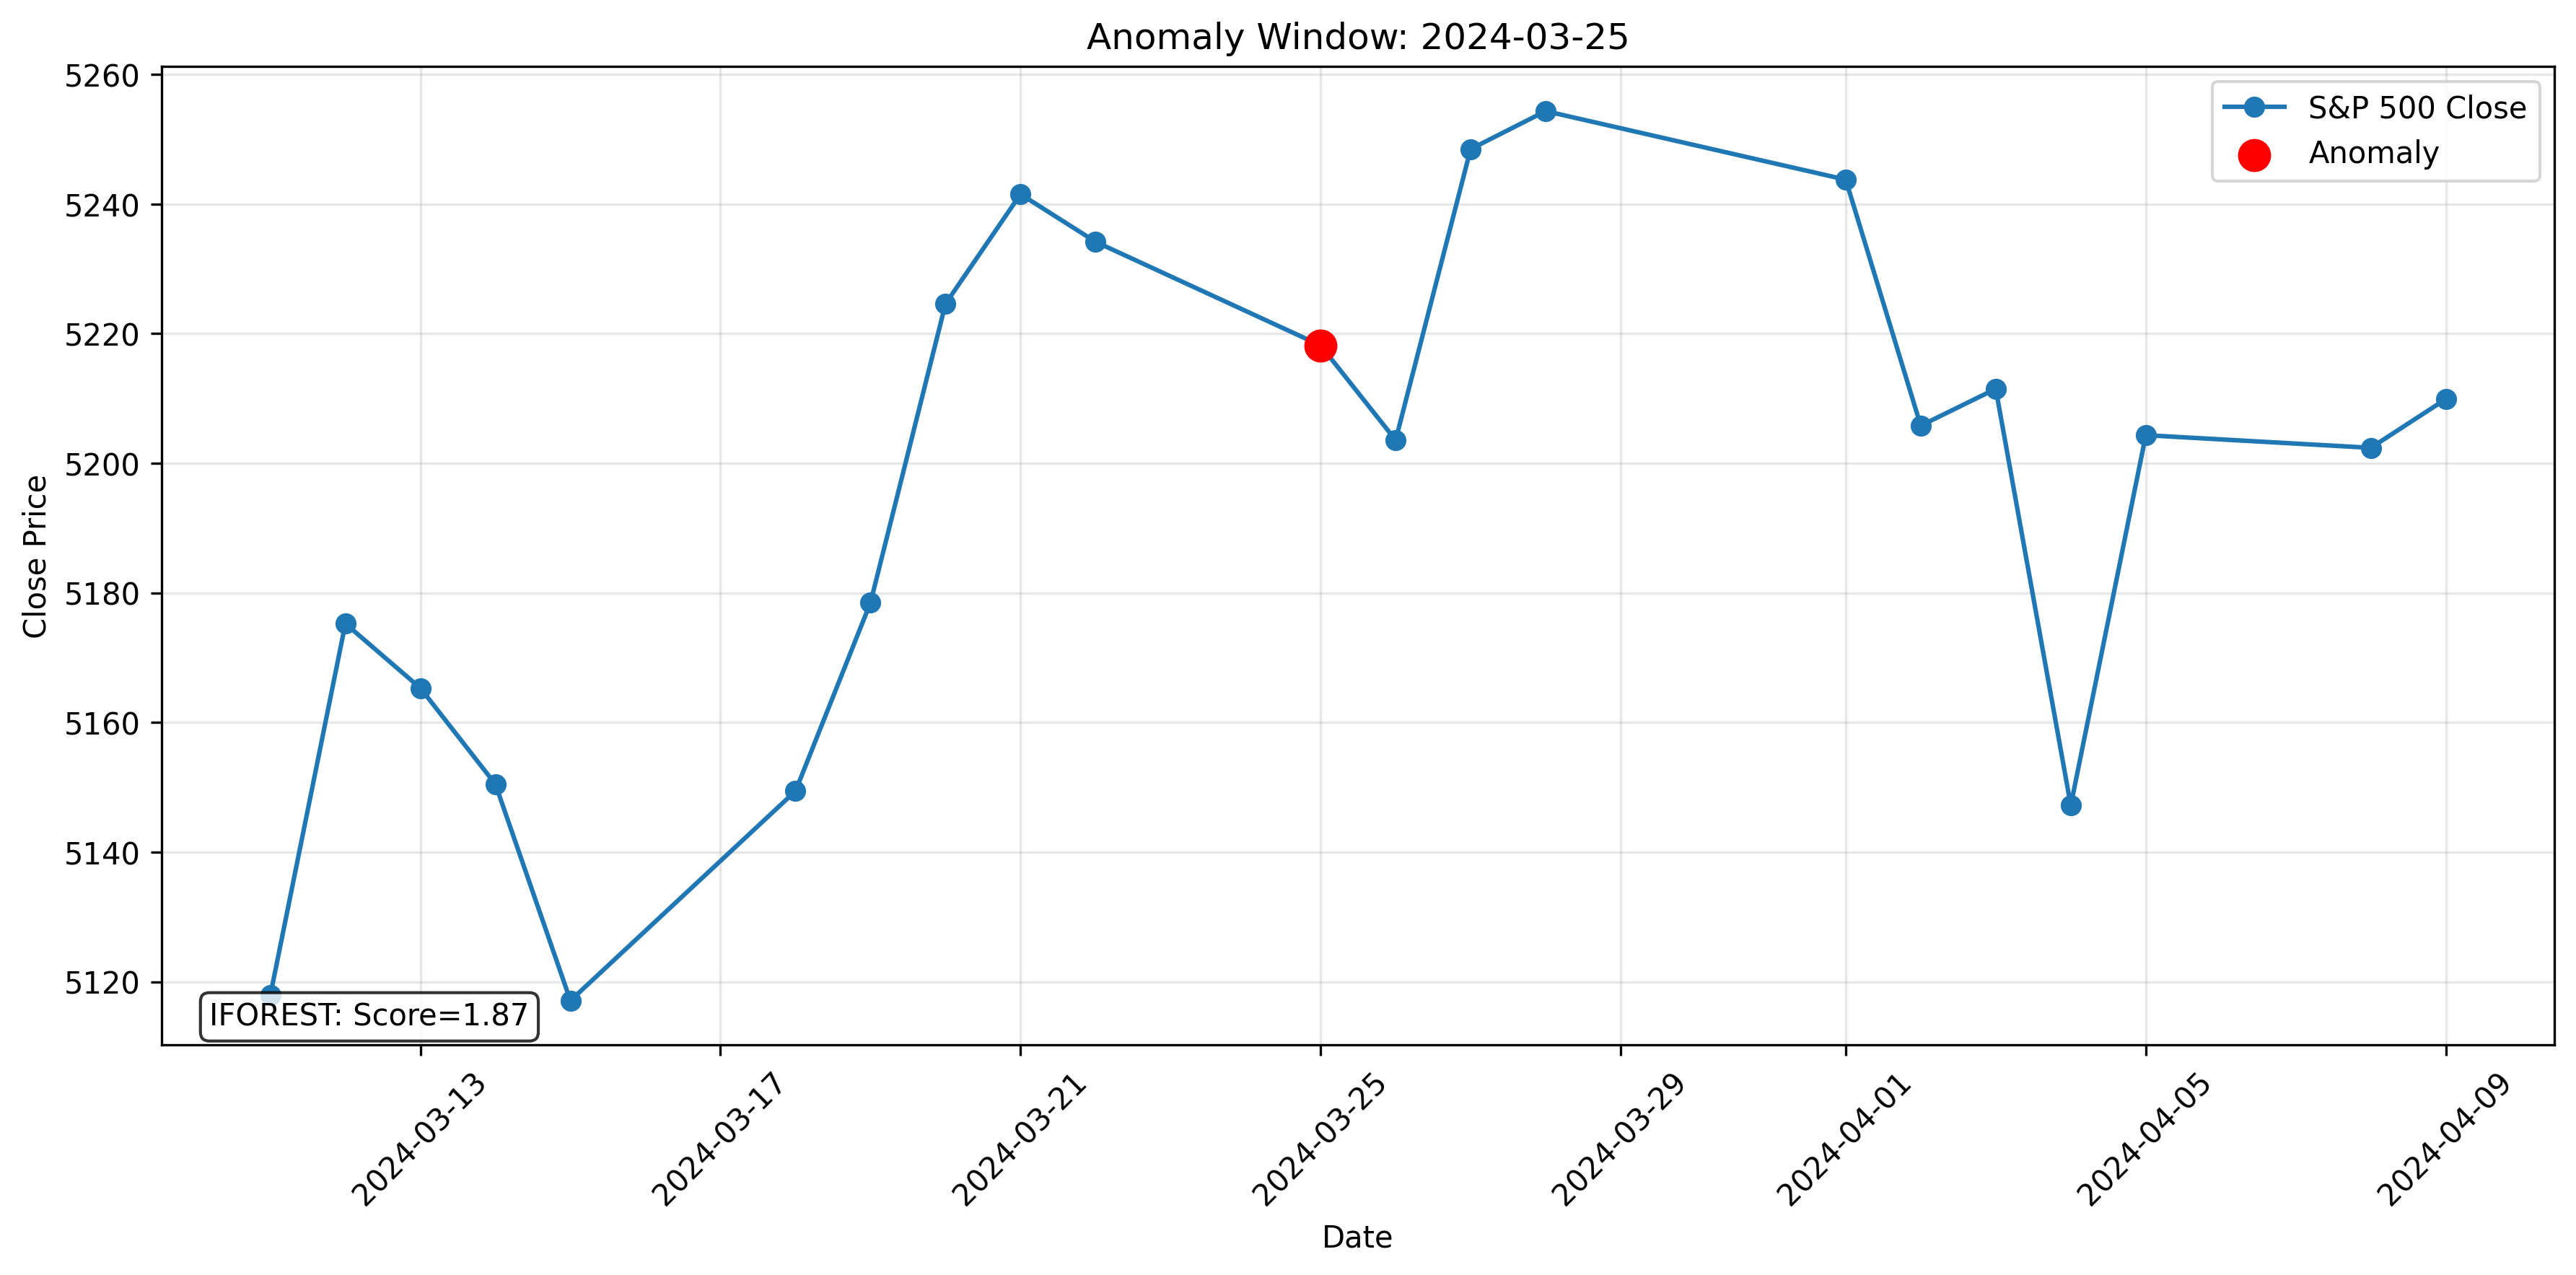 Anomaly Window: 2024-03-25
S&P 500 Close
Anomaly
5260
5240
5220
5200
5180
5160
5140
5120
Close Price
IFOREST: Score=1.87
2024-03-13
2024-03-17
2024-03-21
2024-03-25
2024-03-29
2024-04-01
2024-04-05
2024-04-09
Date